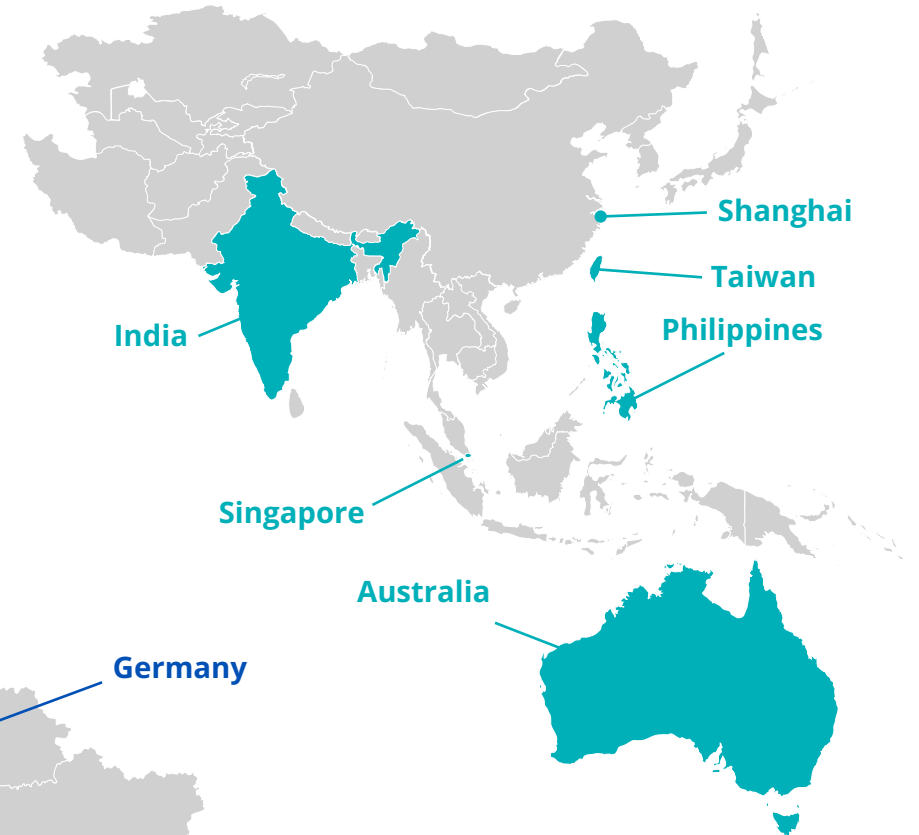 Shanghai
Taiwan
Philippines
India
Singapore
Australia
Germany